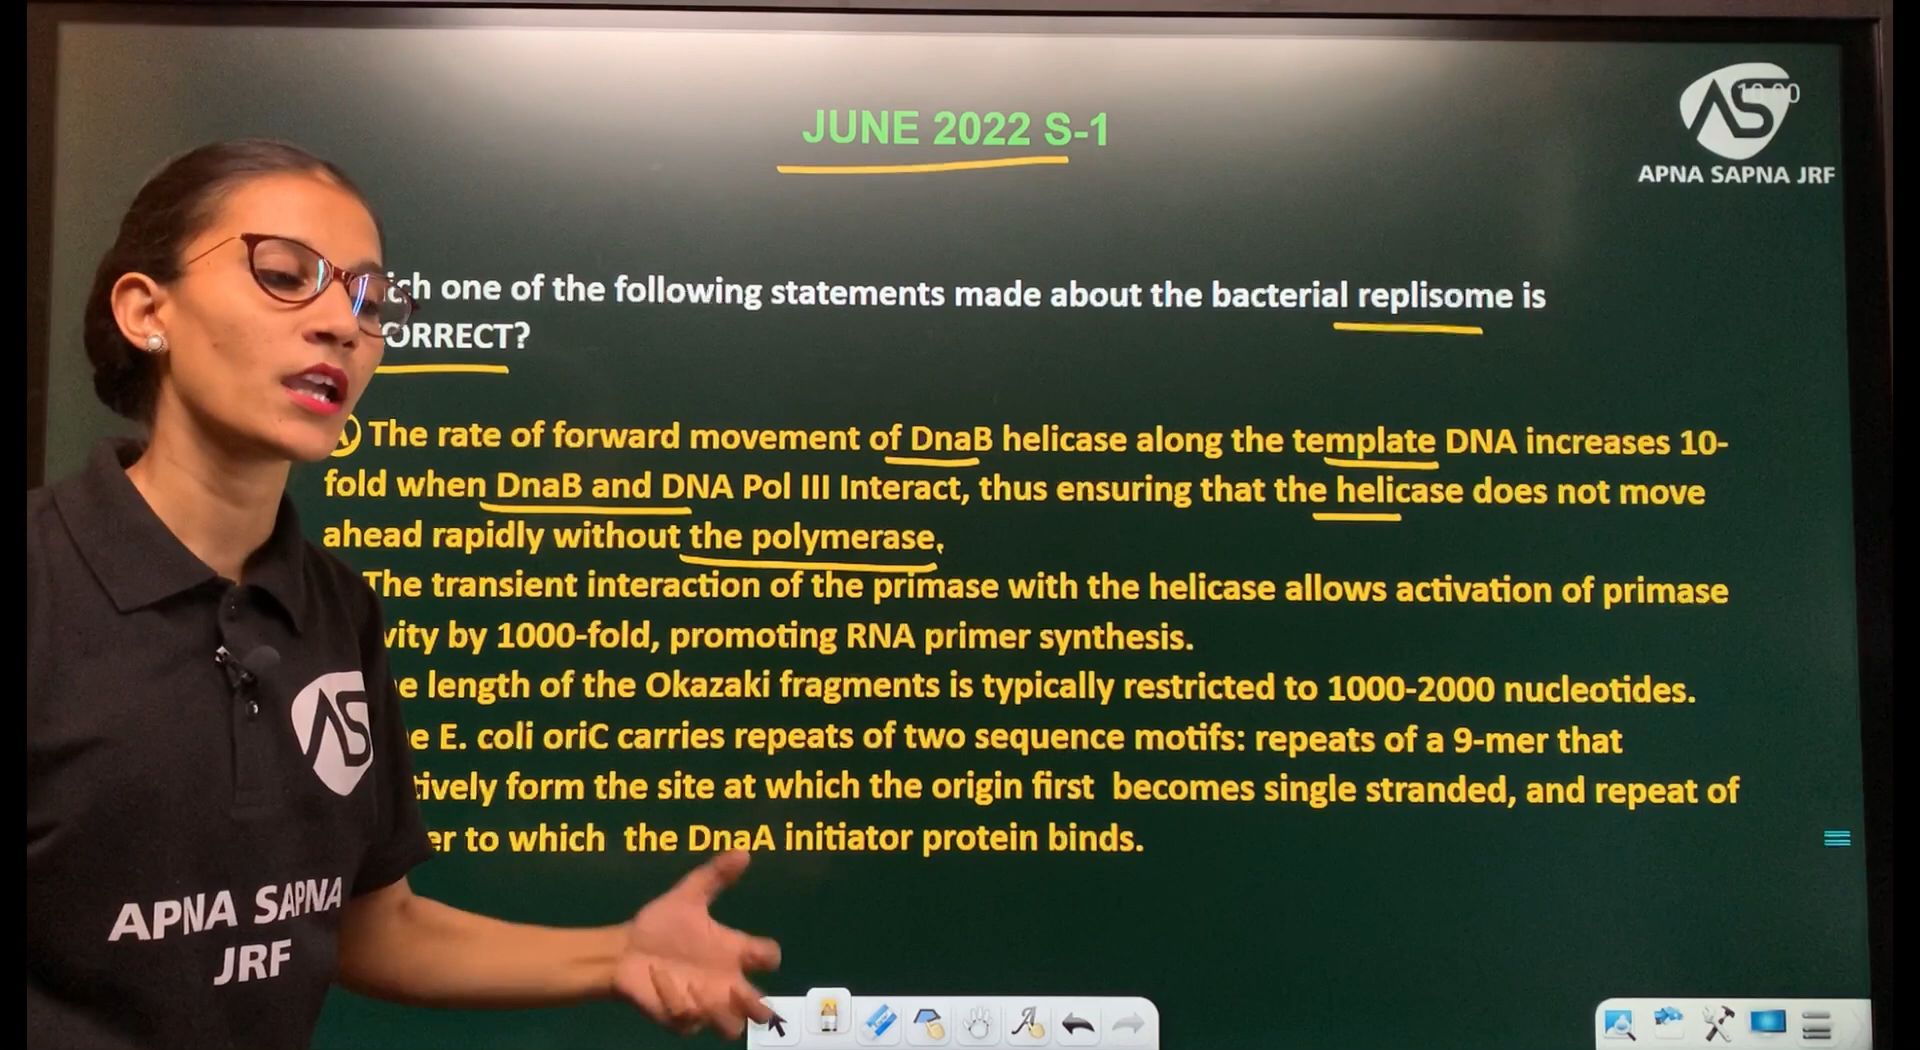 JUNE 2022 S-1
AS
APNA SAPNA JRF
one of the following statements made about the bacterial replisome is
CORRECT?
The rate of forward movement of DnaB helicase along the template DNA increases 10-
fold when DnaB and DNA Pol III Interact, thus ensuring that the helicase does not move
ahead rapidly without the polymerase.
The transient interaction of the primase with the helicase allows activation of primase
by 1000-fold, promoting RNA primer synthesis.
length of the Okazaki fragments is typically restricted to 1000-2000 nucleotides.
E. coli oriC carries repeats of two sequence motifs: repeats of a 9-mer that
form the site at which the origin first becomes single stranded, and repeat of
to which the DnaA initiator protein binds.
AS
APNA SAPNA
JRF